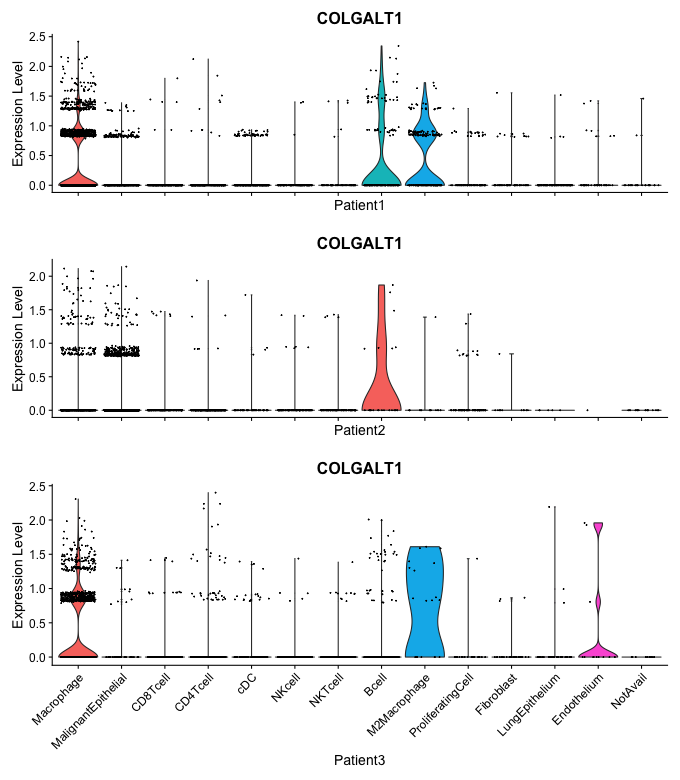 COLGALT1
Expression Level
2.5
2.0
1.5
1.0
0.5
0.0
Patient1
COLGALT1
Expression Level
2.0
1.5
1.0
0.5
0.0
Patient2
COLGALT1
Expression Level
2.5
2.0
1.5
1.0
0.5
0.0
Macrophage
MalignantEpithelial
CD8Tcell
CD4Tcell
cDC
NKcell
NKTcell
Bcell
M2Macrophage
ProliferatingCell
Fibroblast
LungEpithelium
Endothelium
NotAvail
Patient3